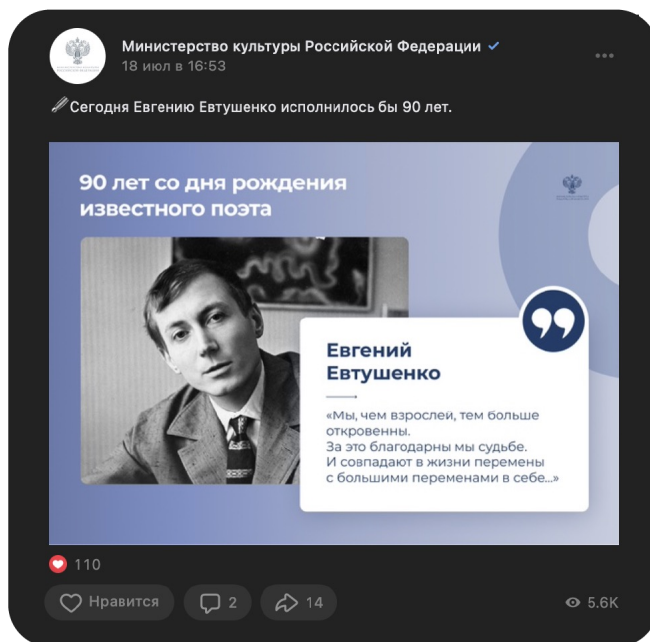 Министерство культуры Российской Федерации
18 июл в 16:53
Сегодня Евгению Евтушенко исполнилось бы 90 лет.
90 лет со дня рождения
известного поэта
Евгений
Евтушенко
«Мы, чем взрослей, тем больше
откровенны.
За это благодарны мы судьбе.
И совпадают в жизни перемены
с большими переменами в себе...»
110
Нравится
2
14
5.6K